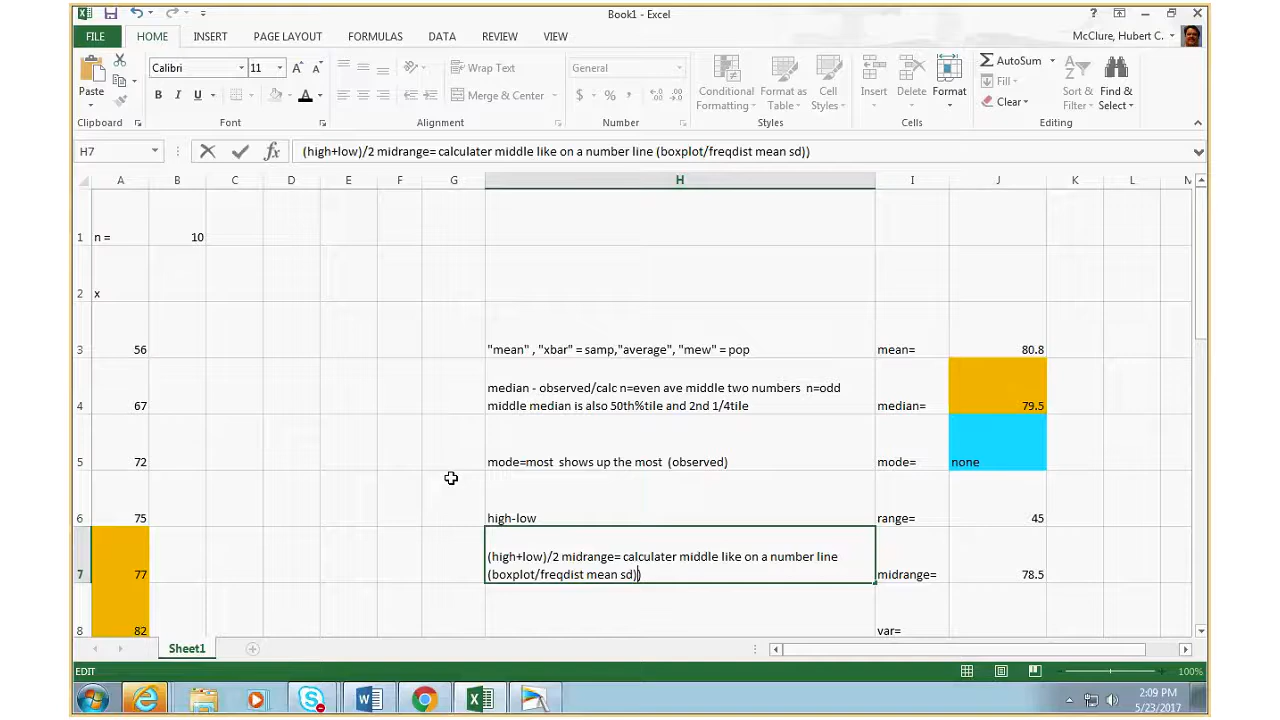 Book1 - Excel
FILE HOME INSERT PAGE LAYOUT FORMULAS DATA REVIEW VIEW McClure, Hubert C.
Paste Calibri 11 Wrap Text General Conditional Format as Cell Insert Delete Format AutoSum Sort & Find &
B I U Merge & Center $ % , Formatting Table Styles Fill Filter Select
Clear
Clipboard Font Alignment Number Styles Cells Editing
H7 fx (high+low)/2 midrange= calculater middle like on a number line (boxplot/freqdist mean sd))
A B C D E F G H I J K L M
1 n = 10
2 x
3 56 "mean" , "xbar" = samp,"average", "mew" = pop mean= 80.8
median - observed/calc n=even ave middle two numbers n=odd
4 67 middle median is also 50th%tile and 2nd 1/4tile median= 79.5
5 72 mode=most shows up the most (observed) mode= none
6 75 high-low range= 45
(high+low)/2 midrange= calculater middle like on a number line
7 77 (boxplot/freqdist mean sd)) midrange= 78.5
8 82 var=
Sheet1
EDIT 100%
2:09 PM
5/23/2017